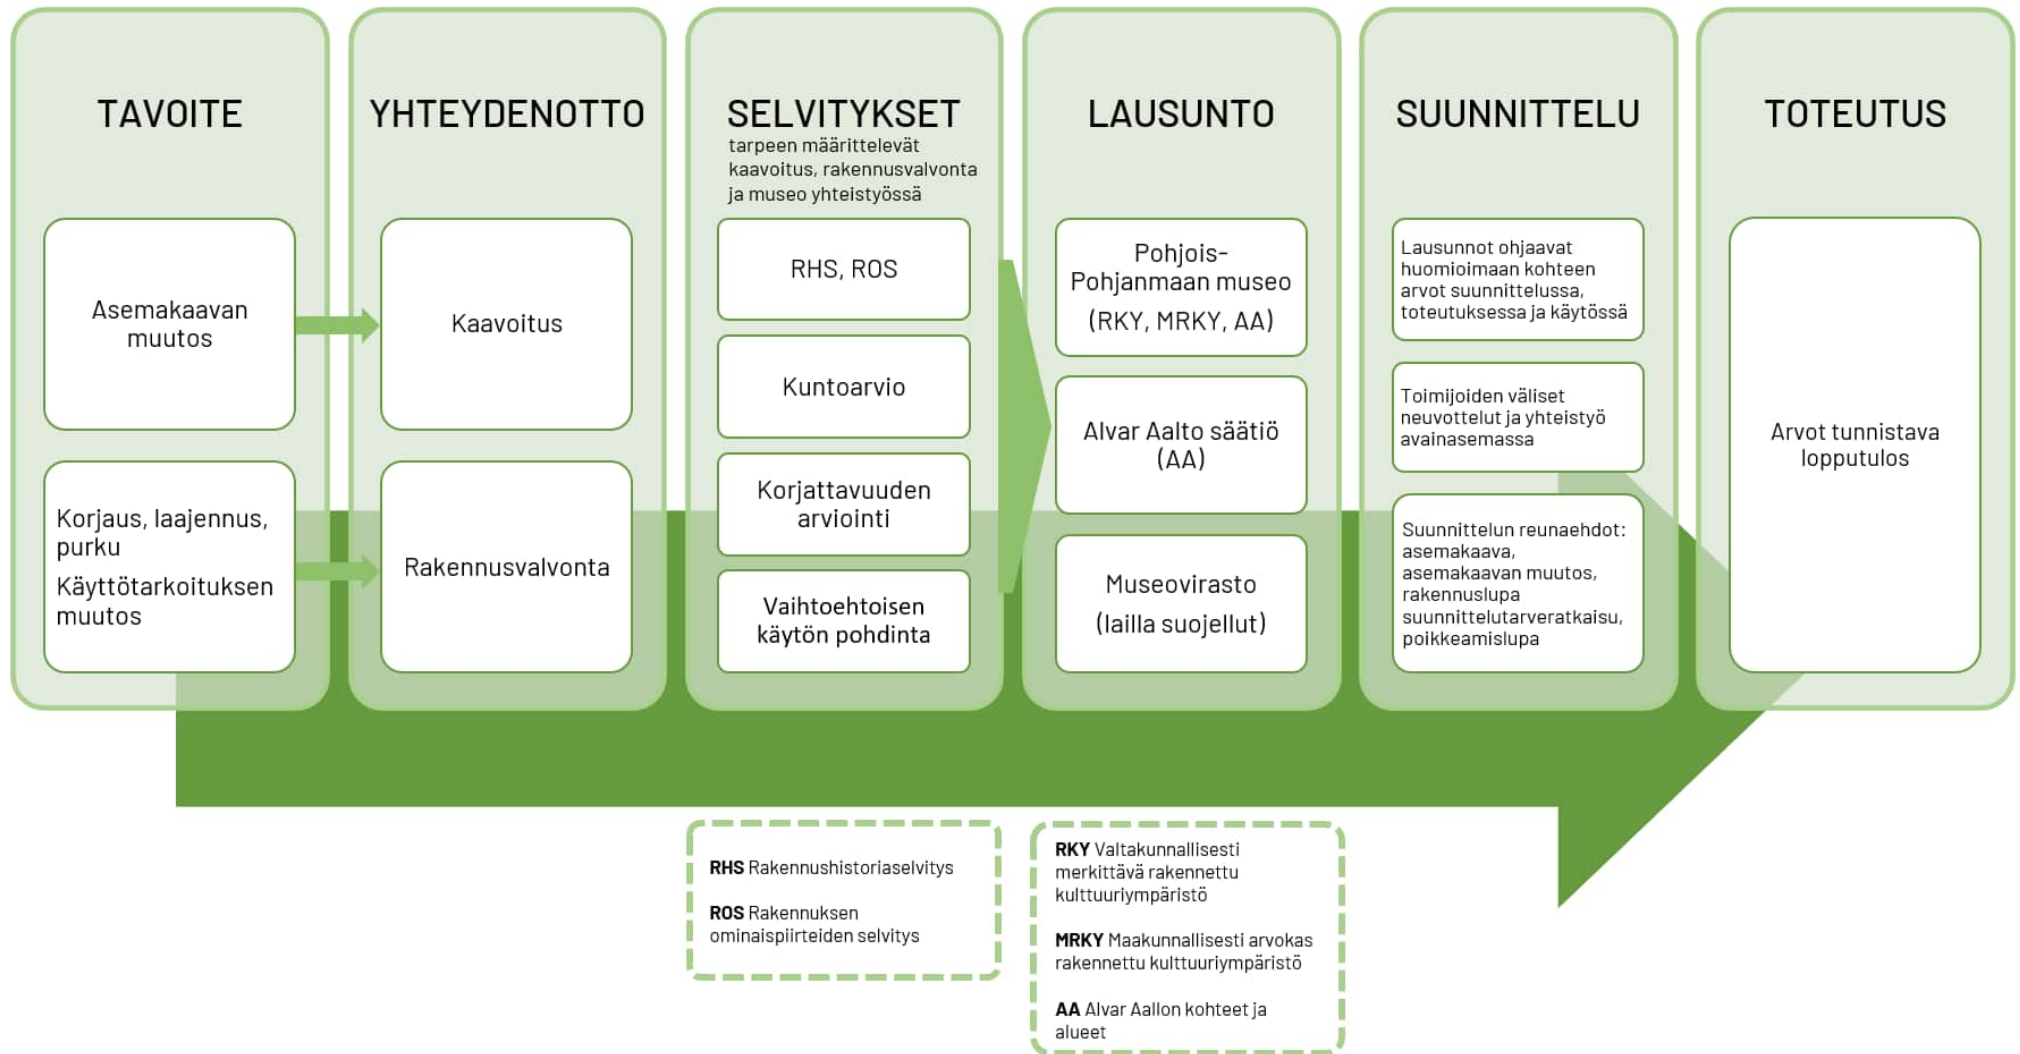 TAVOITE
Asemakaavan
muutos
Korjaus, laajennus,
purku
Käyttötarkoituksen
muutos
YHTEYDENOTTO
Kaavoitus
Rakennusvalvonta
SELVITYKSET
tarpeen määrittelevät
kaavoitus, rakennusvalvonta
ja museo yhteistyössä
RHS, ROS
Kuntoarvio
Korjattavuuden
arviointi
Vaihtoehtoisen
käytön pohdinta
LAUSUNTO
Pohjois-
Pohjanmaan museo
(RKY, MRKY, AA)
Alvar Aalto säätiö
(AA)
Museovirasto
(lailla suojellut)
SUUNNITTELU
Lausunnot ohjaavat
huomioimaan kohteen
arvot suunnittelussa,
toteutuksessa ja käytössä
Toimijoiden väliset
neuvottelut ja yhteistyö
avainasemassa
Suunnittelun reunaehdot:
asemakaava,
asemakaavan muutos,
rakennuslupa
suunnittelutarveratkaisu,
poikkeamislupa
TOTEUTUS
Arvot tunnistava
lopputulos
RHS Rakennushistoriaselvitys
ROS Rakennuksen
ominaispiirteiden selvitys
RKY Valtakunnallisesti
merkittävä rakennettu
kulttuuriympäristö
MRKY Maakunnallisesti arvokas
rakennettu kulttuuriympäristö
AA Alvar Aallon kohteet ja
alueet